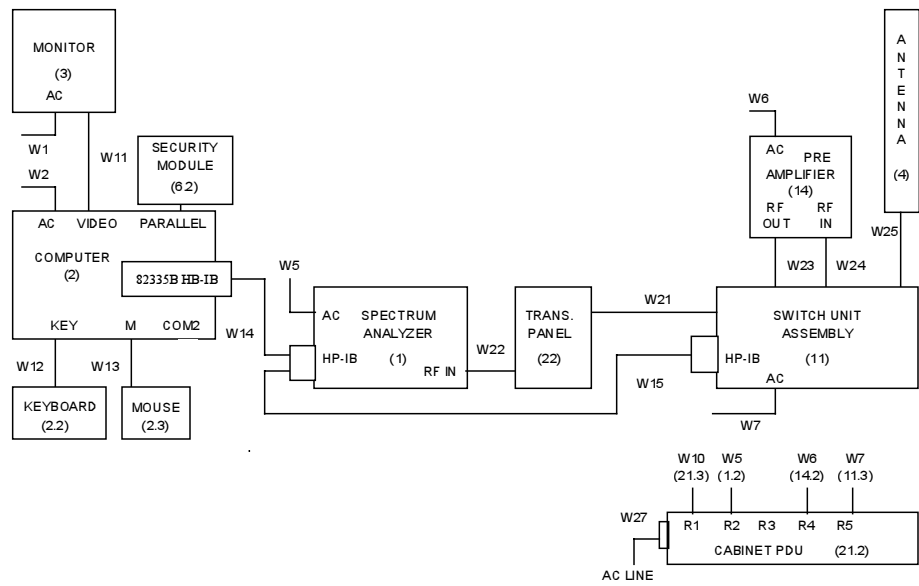 MONITOR
(3)
AC
W1
W11
W2
SECURITY
MODULE
(6.2)
AC VIDEO PARALLEL
COMPUTER
(2)
82335B HB-IB
KEY M COM2
W12
W13
W14
KEYBOARD
(2.2)
MOUSE
(2.3)
W5
AC
SPECTRUM
ANALYZER
(1)
HP-IB
RF IN
W22
TRANS.
PANEL
(22)
W21
W15
W6
AC
PRE
AMPLIFIER
(14)
RF
OUT
RF
IN
W23
W24
W25
ANTENNA
(4)
SWITCH UNIT
ASSEMBLY
(11)
HP-IB
AC
W7
W10
(21.3)
W5
(1.2)
W6
(14.2)
W7
(11.3)
W27
R1 R2 R3 R4 R5
CABINET PDU (21.2)
AC LINE